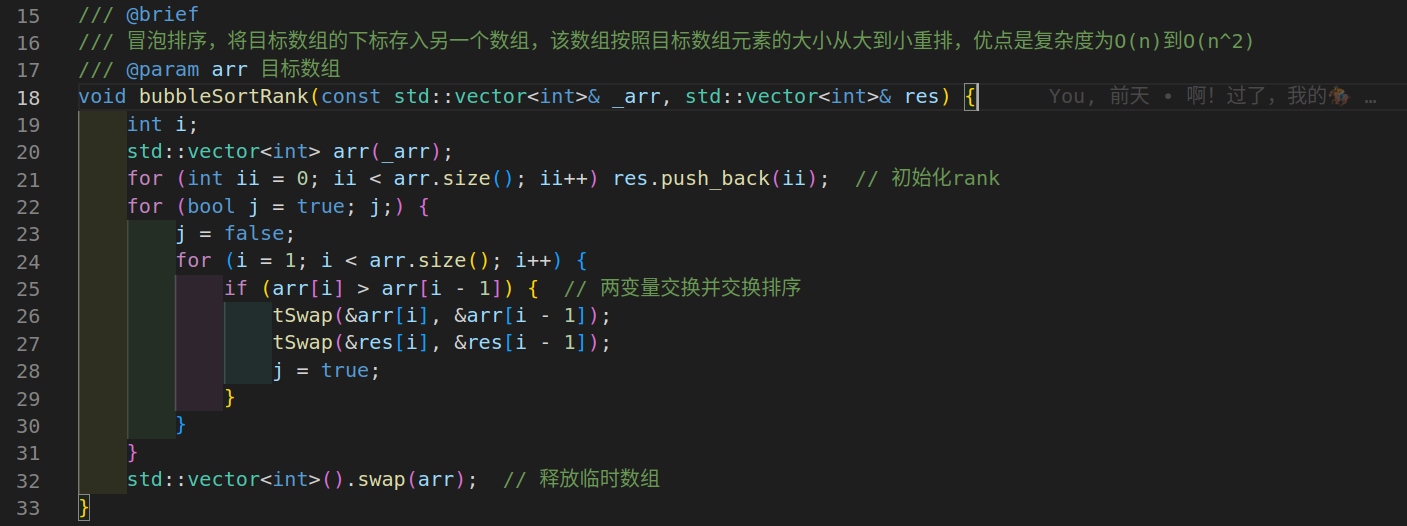 15 /// @brief
16 /// 冒泡排序，将目标数组的下标存入另一个数组，该数组按照目标数组元素的大小从大到小重排，优点是复杂度为O(n)到O(n^2)
17 /// @param arr 目标数组
18 void bubbleSortRank(const std::vector<int>& _arr, std::vector<int>& res) { You, 前天 • 啊！过了，我的🐏 …
19 int i;
20 std::vector<int> arr(_arr);
21 for (int ii = 0; ii < arr.size(); ii++) res.push_back(ii);  // 初始化rank
22 for (bool j = true; j;) {
23 j = false;
24 for (i = 1; i < arr.size(); i++) {
25 if (arr[i] > arr[i - 1]) {  // 两变量交换并交换排序
26 tSwap(&arr[i], &arr[i - 1]);
27 tSwap(&res[i], &res[i - 1]);
28 j = true;
29 }
30 }
31 }
32 std::vector<int>().swap(arr);  // 释放临时数组
33 }